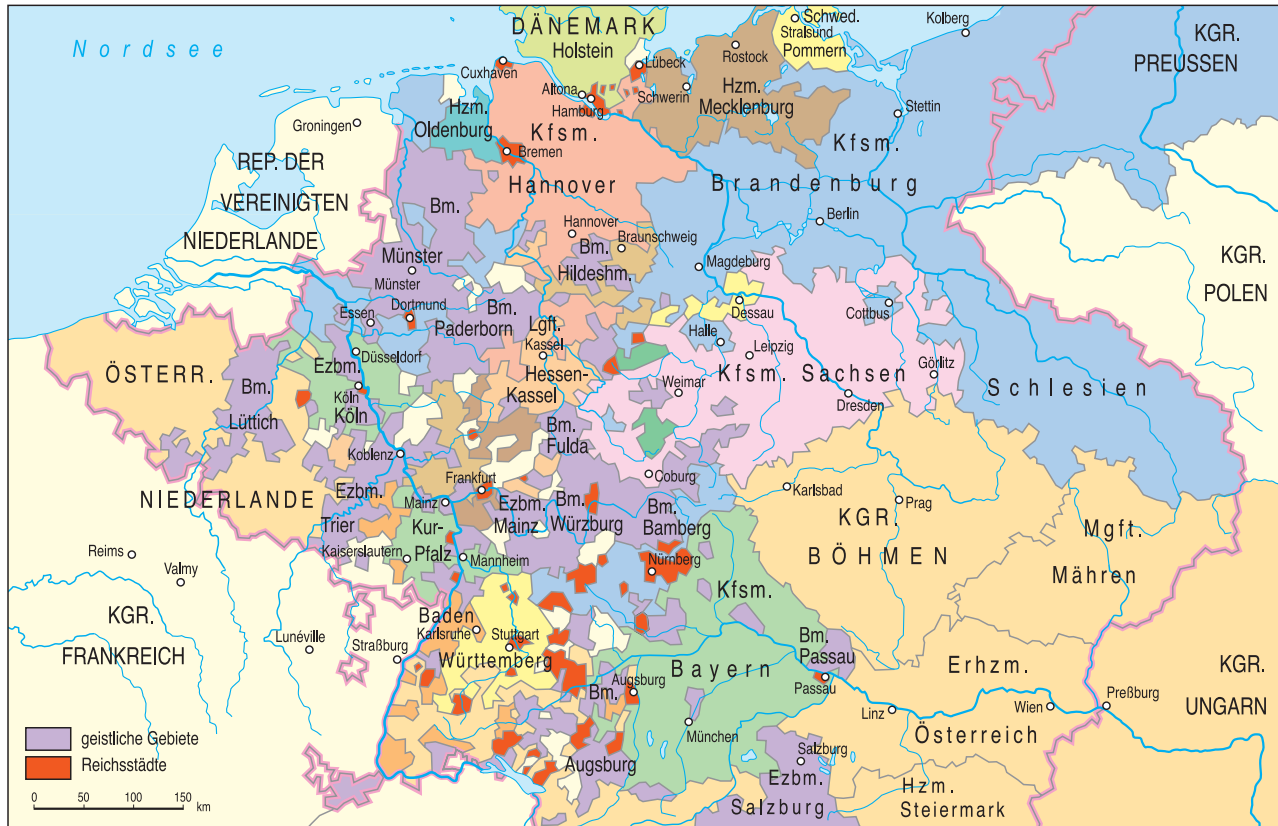 Nordsee
DÄNEMARK
Holstein
Schwed.
Stralsund
Pommern
Kolberg
KGR.
PREUSSEN
Cuxhaven
Lübeck
Rostock
Altona
Hamburg
Schwerin
Hzm.
Mecklenburg
Stettin
Groningen
Hzm.
Oldenburg
Bremen
Kfsm.
Hannover
Kfsm.
Brandenburg
REP. DER
VEREINIGTEN
NIEDERLANDE
Bm.
Münster
Münster
Hannover
Braunschweig
Bm.
Hildeshm.
Berlin
Magdeburg
KGR.
POLEN
Essen
Dortmund
Bm.
Paderborn
Dessau
Cottbus
Halle
Leipzig
Görlitz
ÖSTERR.
Bm.
Lüttich
Düsseldorf
Ezbm.
Köln
Köln
Lgft.
Kassel
Hessen-
Kassel
Weimar
Kfsm. Sachsen
Dresden
Schlesien
NIEDERLANDE
Koblenz
Bm.
Fulda
Coburg
Karlsbad
Prag
Ezbm.
Trier
Mainz
Frankfurt
Ezbm.
Mainz
Bm.
Würzburg
Bm.
Bamberg
KGR.
BÖHMEN
Mgft.
Mähren
Reims
Valmy
Kaiserslautern
Kur-
Pfalz
Mannheim
Nürnberg
Kfsm.
Bayern
KGR.
FRANKREICH
Lunéville
Straßburg
Baden
Karlsruhe
Stuttgart
Württemberg
Bm.
Passau
Passau
Erhzm.
Österreich
KGR.
UNGARN
Augsburg
Bm.
Augsburg
München
Linz
Wien
Preßburg
Salzburg
Ezbm.
Salzburg
Hzm.
Steiermark
geistliche Gebiete
Reichsstädte
0 50 100 150
km